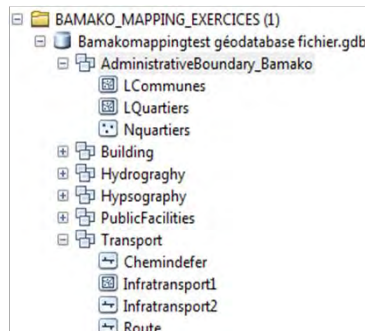 BAMAKO_MAPPING_EXERCICES (1)
Bamakomappingtest géodatabase fichier.gdb
AdministrativeBoundary_Bamako
LCommunes
LQuartiers
Nquartiers
Building
Hydrograghy
Hypsography
PublicFacilities
Transport
Chemindefer
Infratransport1
Infratransport2
Route